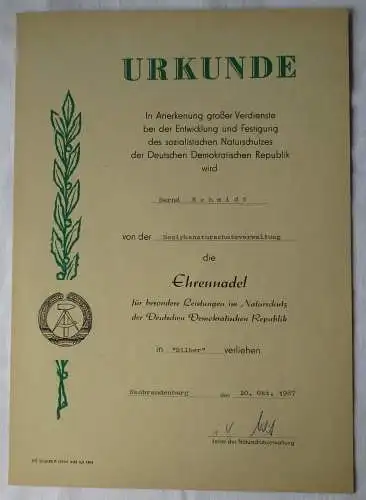 URKUNDE
In Anerkennung großer Verdienste
bei der Entwicklung und Festigung
des sozialistischen Naturschutzes
der Deutschen Demokratischen Republik
wird
Bernd Schmidt
von der Bezirksnaturschutzverwaltung
die
Ehrennadel
für besondere Leistungen im Naturschutz
der Deutschen Demokratischen Republik
in "Silber" verliehen
Neubrandenburg den 20. Okt. 1967
Leiter der Naturschutzverwaltung